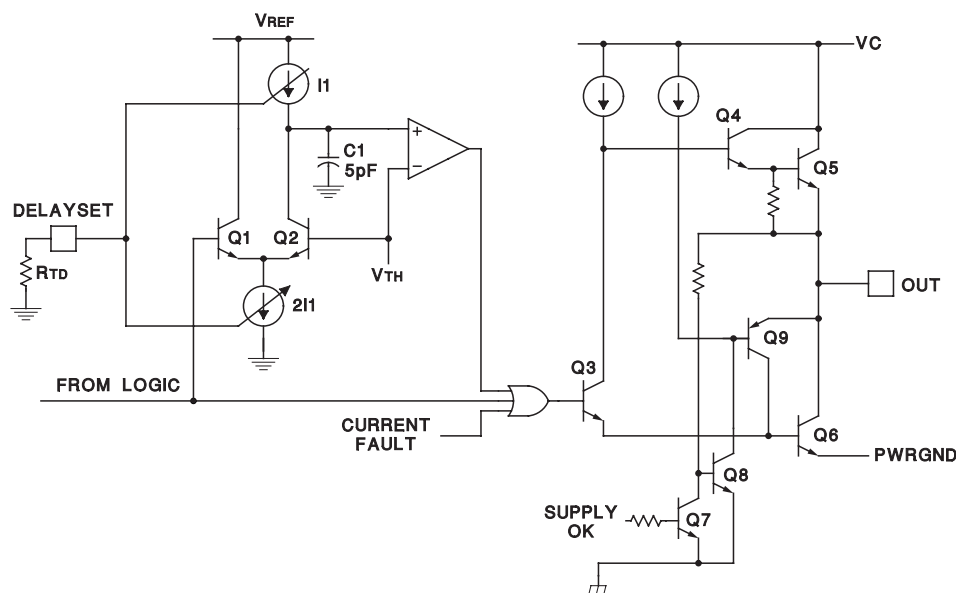 VREF
VC
I1
Q4
C1
5pF
+
−
Q5
DELAYSET
Q1
Q2
RTD
VTH
OUT
2I1
Q9
FROM LOGIC
Q3
CURRENT
FAULT
Q6
PWRGND
Q8
SUPPLY
OK
Q7